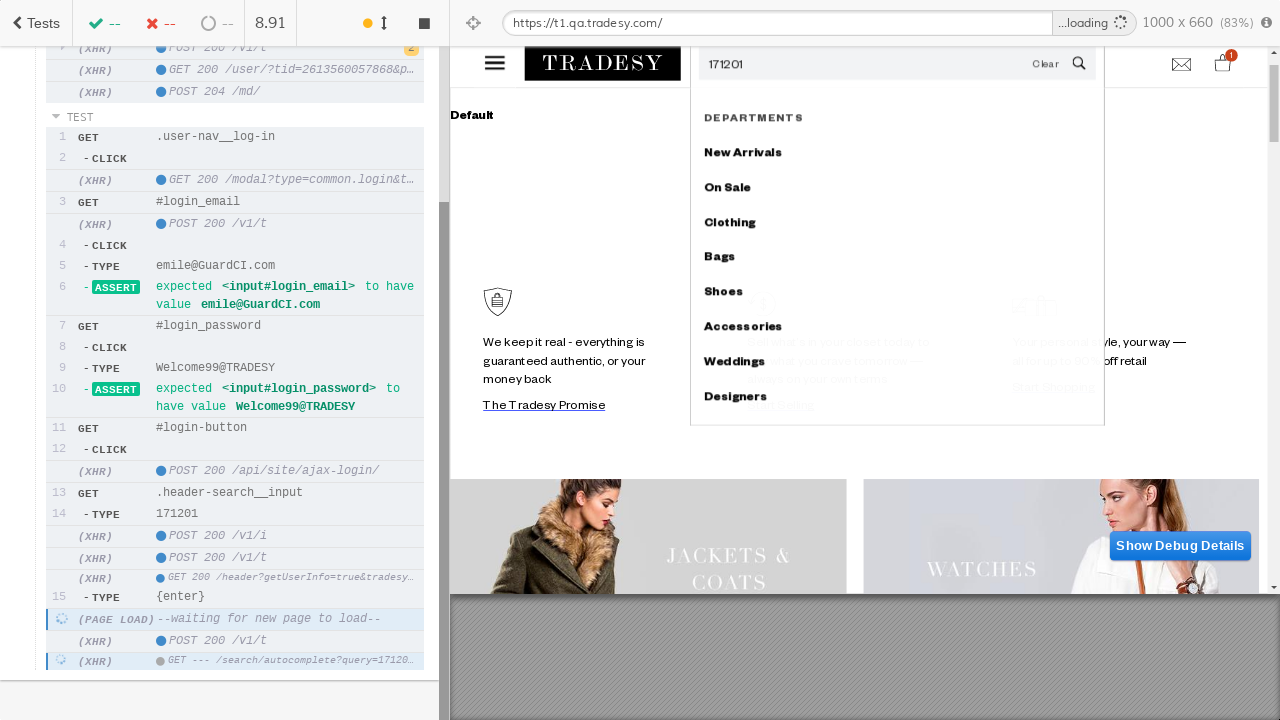 Tests
--
--
--
8.91
https://t1.qa.tradesy.com/
...loading
1000 x 660 (83%)
(XHR) POST 200 /v1/t 2
(XHR) GET 200 /user/?tid=2613560057868&p...
(XHR) POST 204 /md/
TEST
1 GET .user-nav__log-in
2 - CLICK
(XHR) GET 200 /modal?type=common.login&t...
3 GET #login_email
(XHR) POST 200 /v1/t
4 - CLICK
5 - TYPE emile@GuardCI.com
6 - ASSERT expected <input#login_email> to have
value emile@GuardCI.com
7 GET #login_password
8 - CLICK
9 - TYPE Welcome99@TRADESY
10 - ASSERT expected <input#login_password> to
have value Welcome99@TRADESY
11 GET #login-button
12 - CLICK
(XHR) POST 200 /api/site/ajax-login/
13 GET .header-search__input
14 - TYPE 171201
(XHR) POST 200 /v1/i
(XHR) POST 200 /v1/t
(XHR) GET 200 /header?getUserInfo=true&tradesy...
15 - TYPE {enter}
(PAGE LOAD) --waiting for new page to load--
(XHR) POST 200 /v1/t
(XHR) GET --- /search/autocomplete?query=17120...
TRADESY
171201
Clear
1
Default
DEPARTMENTS
New Arrivals
On Sale
Clothing
Bags
Shoes
Accessories
Weddings
Designers
We keep it real - everything is
guaranteed authentic, or your
money back
The Tradesy Promise
Your personal style, your way —
off retail
JACKETS &
COATS
WATCHES
Show Debug Details